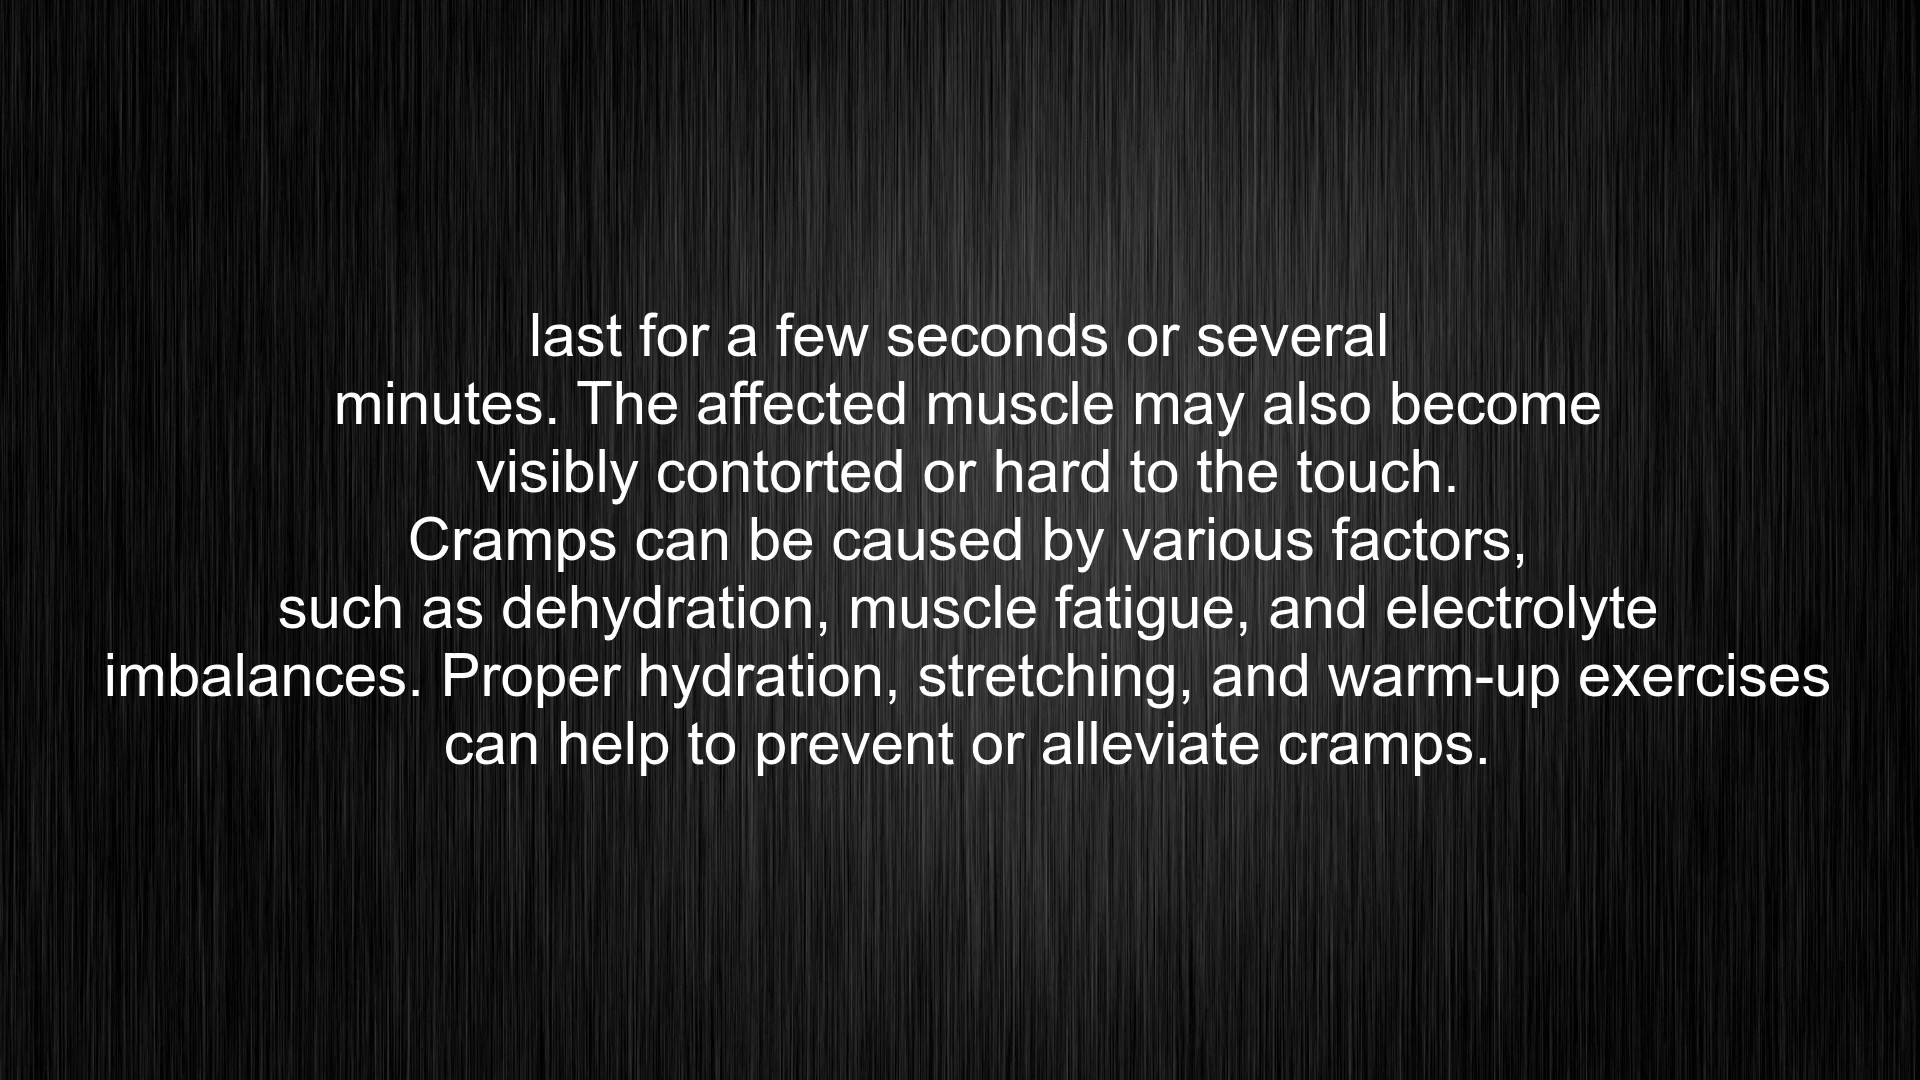 last for a few seconds or several
minutes. The affected muscle may also become
visibly contorted or hard to the touch.
Cramps can be caused by various factors,
such as dehydration, muscle fatigue, and electrolyte
imbalances. Proper hydration, stretching, and warm-up exercises
can help to prevent or alleviate cramps.